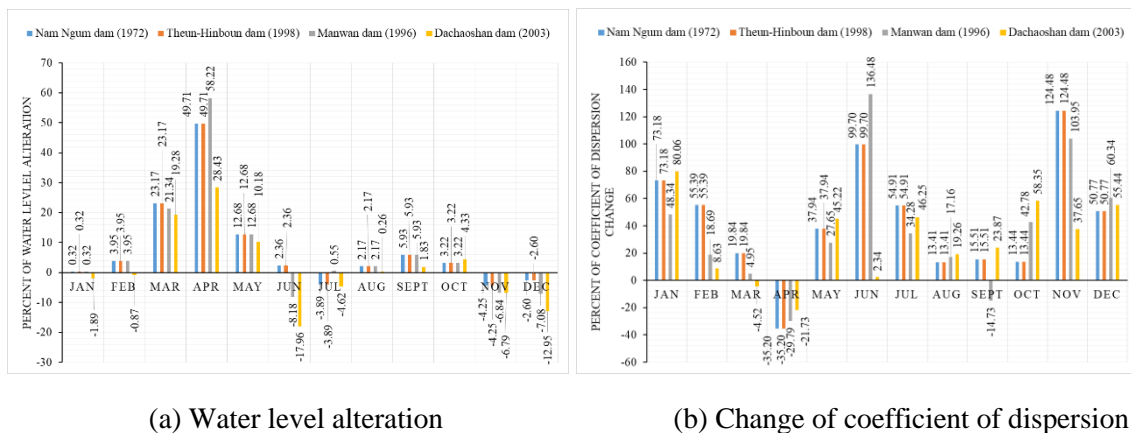 Nam Ngum dam (1972) Theun-Hinboun dam (1998) Manwan dam (1996) Dachaoshan dam (2003)
PERCENT OF WATER LEVLEL ALTERATION
70
60
50
40
30
20
10
0
-10
-20
-30
JAN FEB MAR APR MAY JUN JUL AUG SEPT OCT NOV DEC
0.32 0.32 0.32 -1.89
3.95 3.95 3.95 -0.87
23.17 23.17 21.34 19.28
49.71 49.71 58.22 28.43
12.68 12.68 12.68 10.18
2.36 2.36 -8.18 -17.96
-3.89 -3.89 0.55 -4.62
2.17 2.17 2.17 0.26
5.93 5.93 5.93 1.83
3.22 3.22 3.22 4.33
-4.25 -4.25 -6.84 -6.79
-2.60 -2.60 -7.08 -12.95
(a) Water level alteration
Nam Ngum dam (1972) Theun-Hinboun dam (1998) Manwan dam (1996) Dachaoshan dam (2003)
PERCENT OF COEFFICIENT OF DISPERSION
CHANGE
160
140
120
100
80
60
40
20
0
-20
-40
-60
JAN FEB MAR APR MAY JUN JUL AUG SEPT OCT NOV DEC
73.18 73.18 48.34 80.06
55.39 55.39 18.69 8.63
19.84 19.84 4.95 -4.52
-35.20 -35.20 -29.79 -21.73
37.94 37.94 27.65 45.22
99.70 99.70 136.48 2.34
54.91 54.91 34.28 46.25
13.41 13.41 17.16 19.26
15.51 15.51 -14.73 23.87
13.44 13.44 42.78 58.35
124.48 124.48 103.95 37.65
50.77 50.77 60.34 55.44
(b) Change of coefficient of dispersion